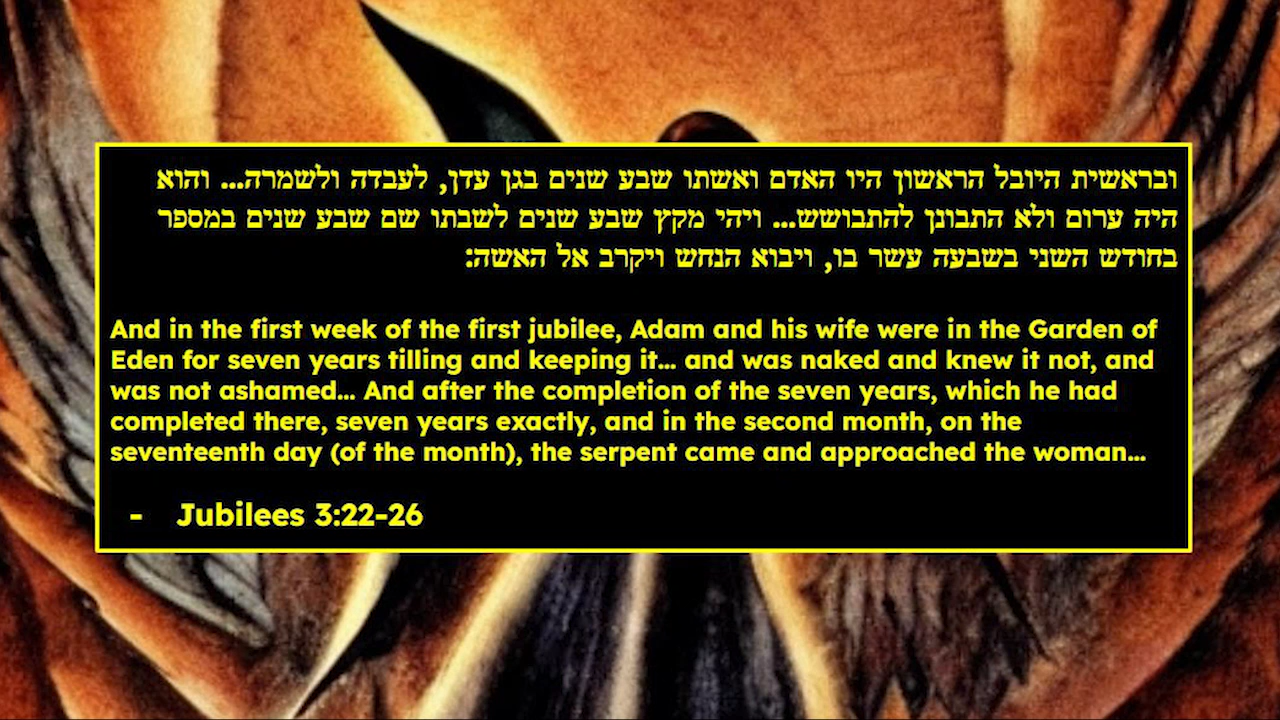 ובראשית היובל הראשון היו האדם ואשתו שבע שנים בגן עדן, לעבדה ולשמרה... והוא
היה ערום ולא התבונן להתבושש... ויהי מקץ שבע שנים לשבתו שם שבע שנים במספר
בחודש השני בשבעה עשר בו, ויבוא הנחש ויקרב אל האשה:
And in the first week of the first jubilee, Adam and his wife were in the Garden of
Eden for seven years tilling and keeping it... and was naked and knew it not, and
was not ashamed... And after the completion of the seven years, which he had
completed there, seven years exactly, and in the second month, on the
seventeenth day (of the month), the serpent came and approached the woman...
- Jubilees 3:22-26